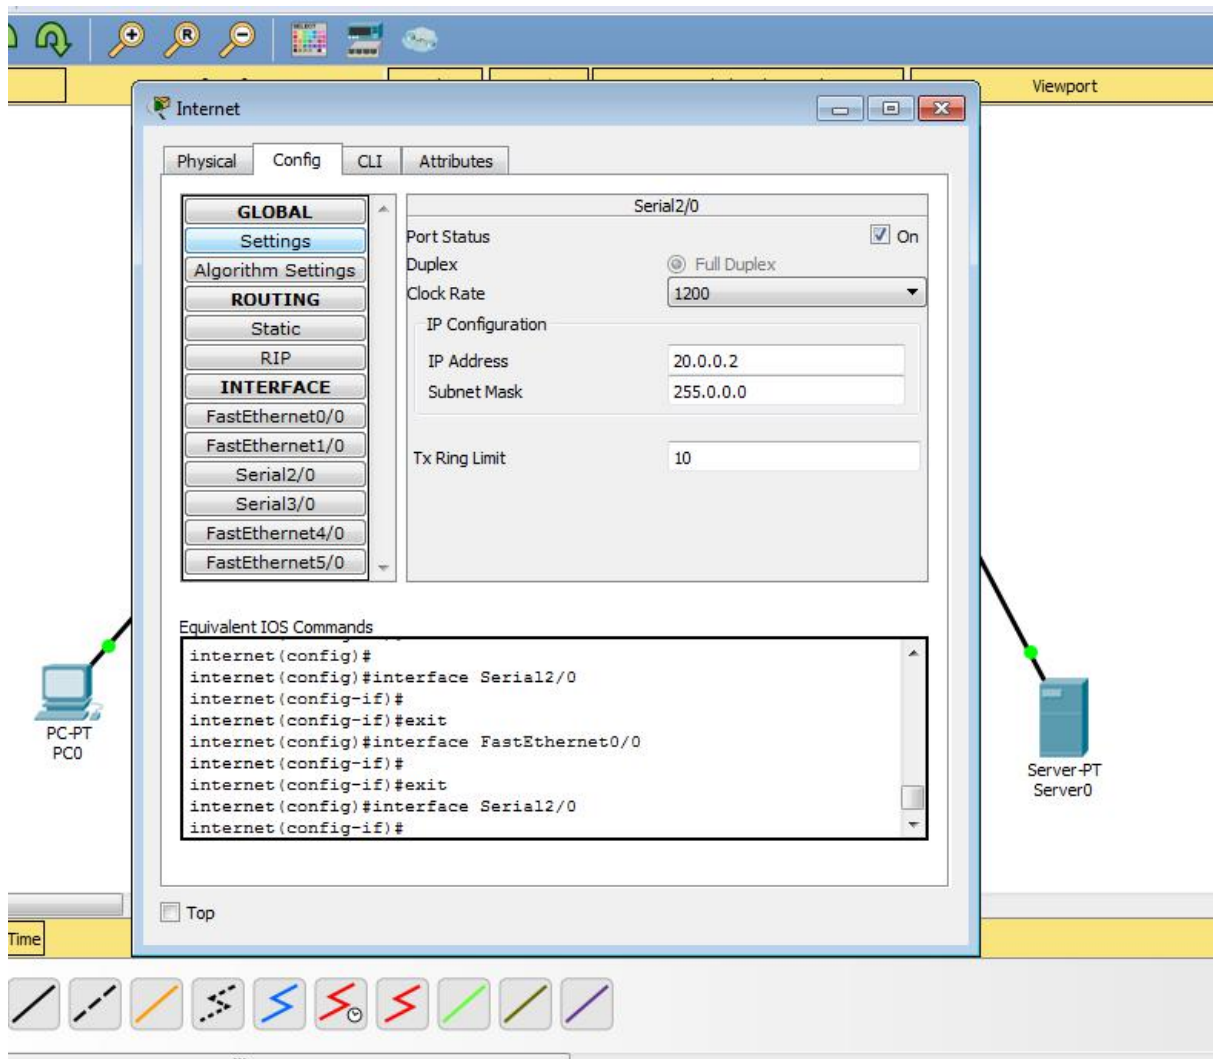 Viewport
Internet
Physical
Config
CLI
Attributes
GLOBAL
Settings
Algorithm Settings
ROUTING
Static
RIP
INTERFACE
FastEthernet0/0
FastEthernet1/0
Serial2/0
Serial3/0
FastEthernet4/0
FastEthernet5/0
Serial2/0
Port Status
On
Duplex
Full Duplex
Clock Rate
1200
IP Configuration
IP Address
20.0.0.2
Subnet Mask
255.0.0.0
Tx Ring Limit
10
Equivalent IOS Commands
internet(config)#
internet(config)#interface Serial2/0
internet(config-if)#
internet(config-if)#exit
internet(config)#interface FastEthernet0/0
internet(config-if)#
internet(config-if)#exit
internet(config)#interface Serial2/0
internet(config-if)#
Top
PC-PT
PC0
Server-PT
Server0
Time